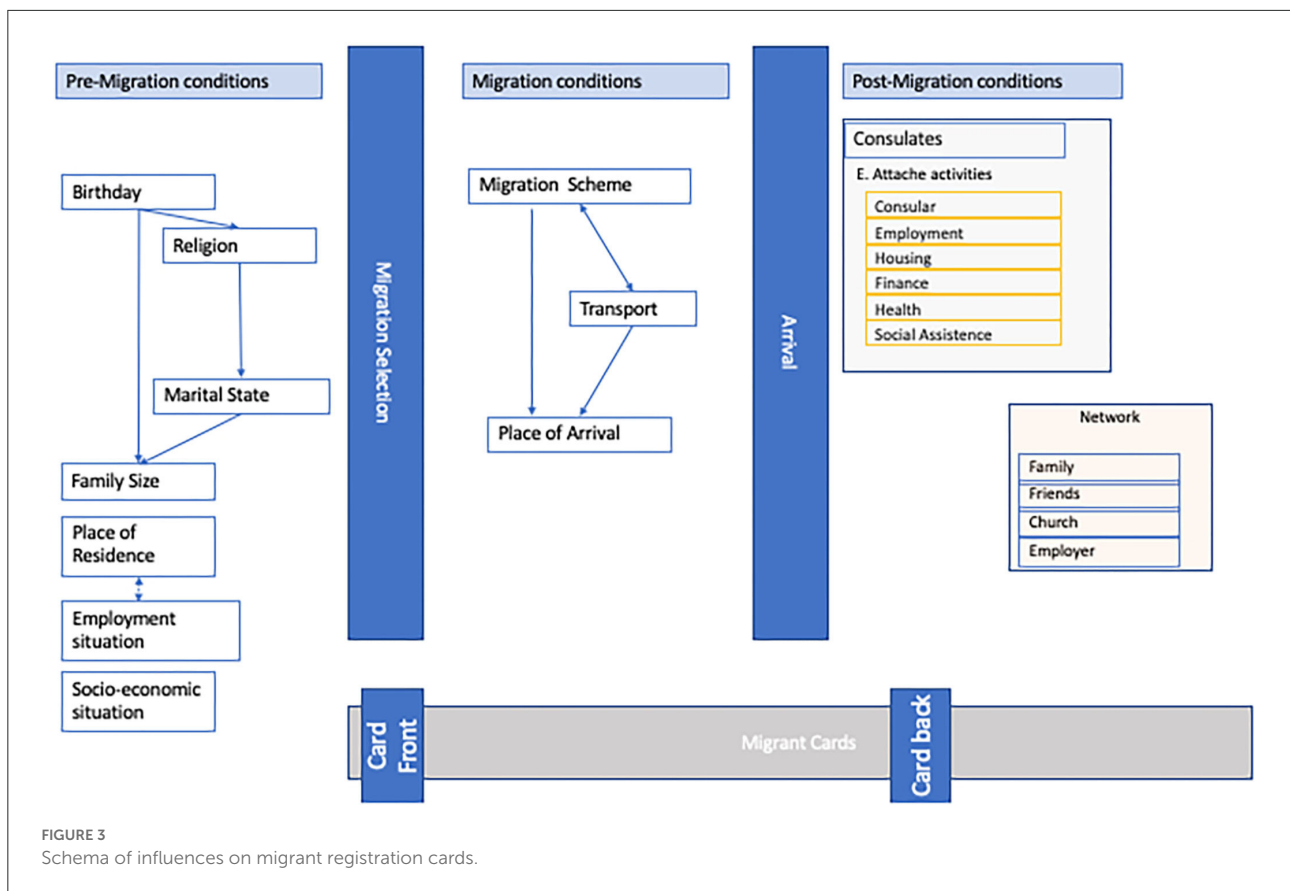 Pre-Migration conditions
Birthday
Religion
Marital State
Family Size
Place of
Residence
Employment
situation
Socio-economic
situation
Migration Selection
Migration conditions
Migration Scheme
Transport
Place of Arrival
Arrival
Post-Migration conditions
Consulates
E. Attache activities
Consular
Employment
Housing
Finance
Health
Social Assistence
Network
Family
Friends
Church
Employer
Card
Front
Migrant Cards
Card back
FIGURE 3
Schema of influences on migrant registration cards.